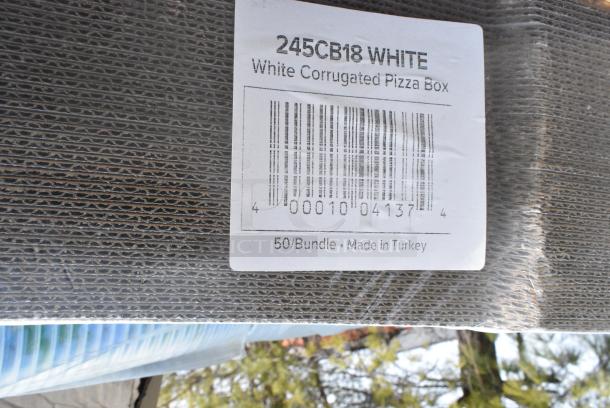 245CB18 WHITE
White Corrugated Pizza Box
4 00010 04137 4
50/Bundle • Made in Turkey